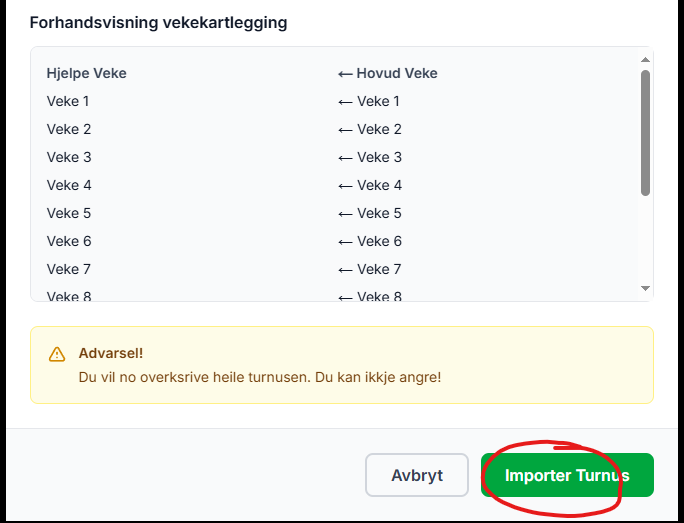 Forhandsvisning vekekartlegging
Hjelpe Veke ← Hovud Veke
Veke 1 ← Veke 1
Veke 2 ← Veke 2
Veke 3 ← Veke 3
Veke 4 ← Veke 4
Veke 5 ← Veke 5
Veke 6 ← Veke 6
Veke 7 ← Veke 7
Veke 8 ← Veke 8
Advarsel!
Du vil no overksrive heile turnusen. Du kan ikkje angre!
Avbryt Importer Turnus